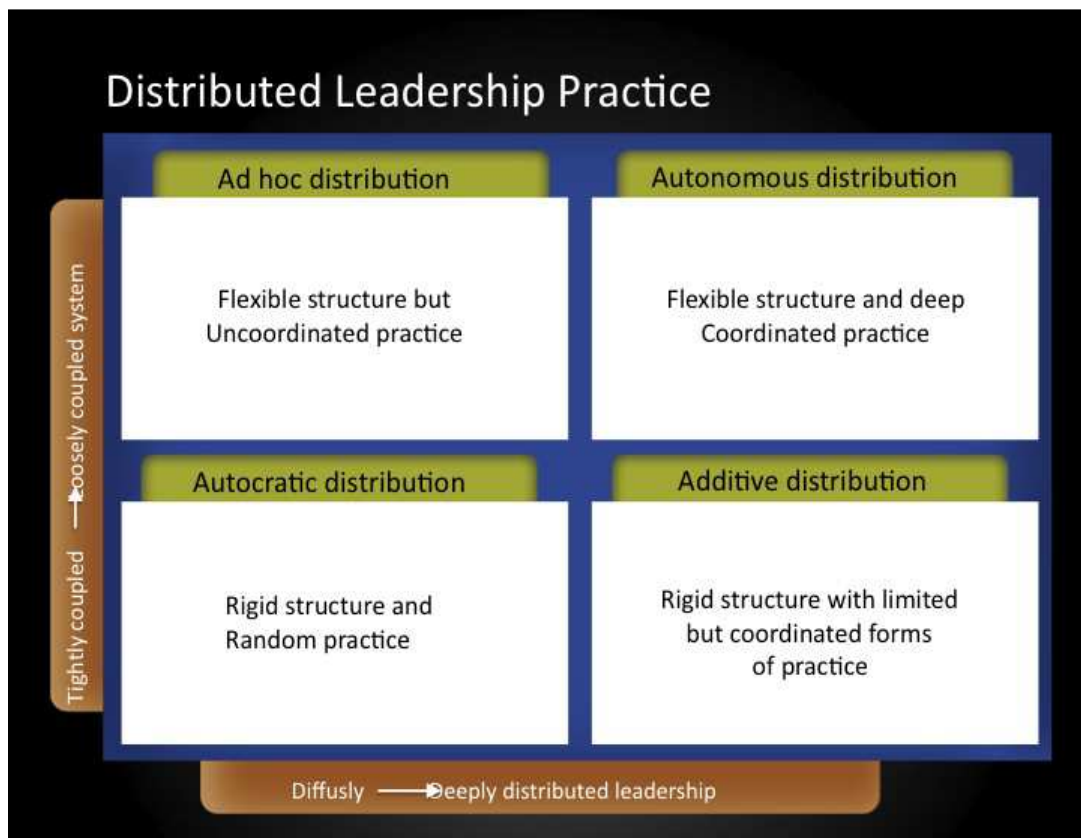 Distributed Leadership Practice
Ad hoc distribution
Autonomous distribution
Flexible structure but
Uncoordinated practice
Flexible structure and deep
Coordinated practice
Autocratic distribution
Additive distribution
Rigid structure and
Random practice
Rigid structure with limited
but coordinated forms
of practice
Tightly coupled Loosely coupled system
Diffusly Deeply distributed leadership